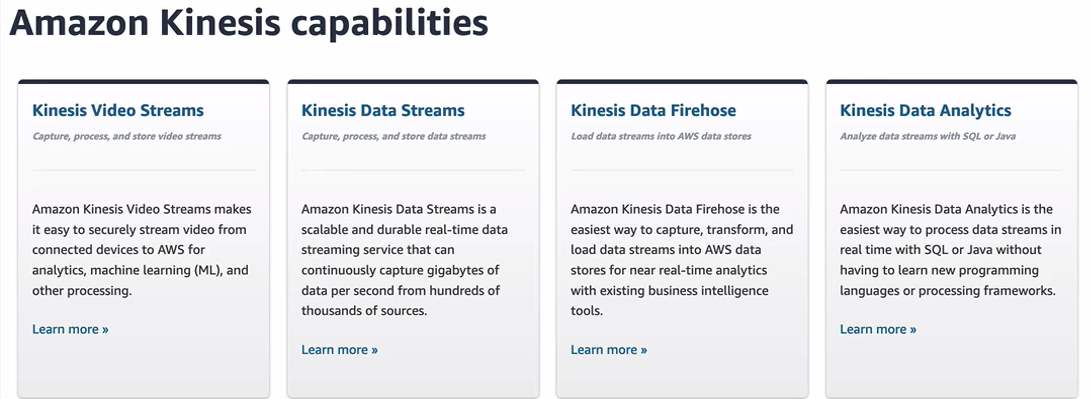 Amazon Kinesis capabilities
Kinesis Video Streams
Capture, process, and store video streams
Amazon Kinesis Video Streams makes
it easy to securely stream video from
connected devices to AWS for
analytics, machine learning (ML), and
other processing.
Learn more »
Kinesis Data Streams
Capture, process, and store data streams
Amazon Kinesis Data Streams is a
scalable and durable real-time data
streaming service that can
continuously capture gigabytes of
data per second from hundreds of
thousands of sources.
Learn more »
Kinesis Data Firehose
Load data streams into AWS data stores
Amazon Kinesis Data Firehose is the
easiest way to capture, transform, and
load data streams into AWS data
stores for near real-time analytics
with existing business intelligence
tools.
Learn more »
Kinesis Data Analytics
Analyze data streams with SQL or Java
Amazon Kinesis Data Analytics is the
easiest way to process data streams in
real time with SQL or Java without
having to learn new programming
languages or processing frameworks.
Learn more »